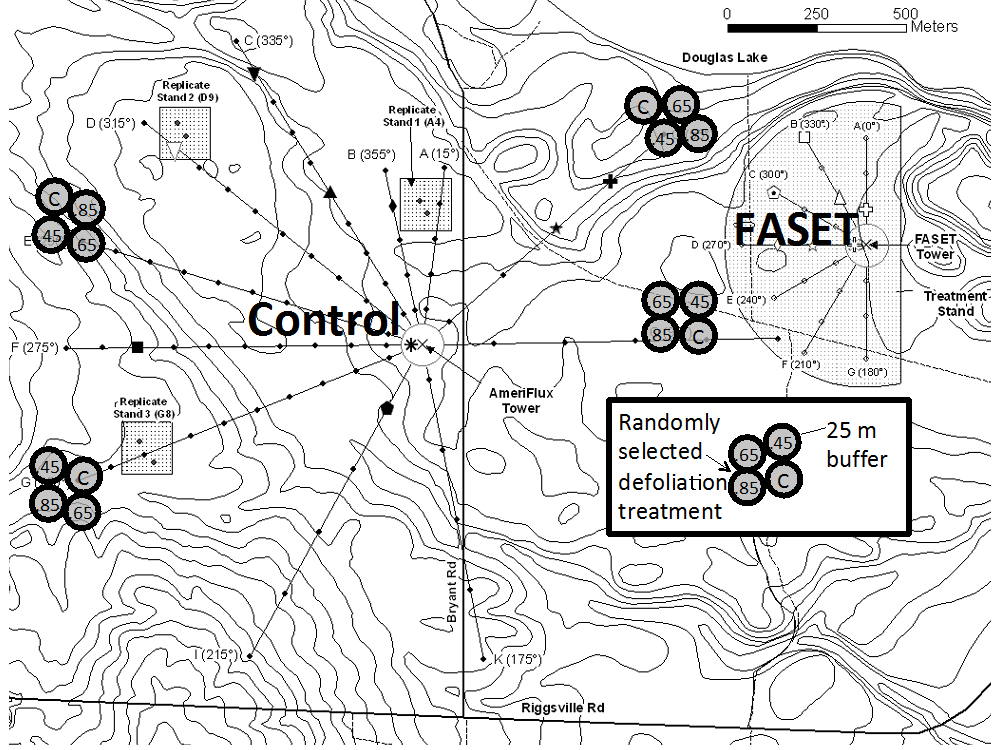 0 250 500
Meters
Douglas Lake
C (335°)
Replicate
Stand 2 (D9)
D (315°)
Replicate
Stand 1 (A4)
B (355°)
A (15°)
C .65
.45 .85
B (330°)
A (0°)
C (300°)
FASET
D (270°)
FASET
Tower
E (240°)
Treatment
Stand
F (210°)
G (180°)
C .85
.45 .65
E
Control
.65 .45
.85 C
F (275°)
AmeriFlux
Tower
Replicate
Stand 3 (G8)
.45 C
G
.85 .65
Randomly
selected
defoliation
treatment
.65 .45
.85 C
25 m
buffer
Bryant Rd
I (215°)
K (175°)
Riggsville Rd